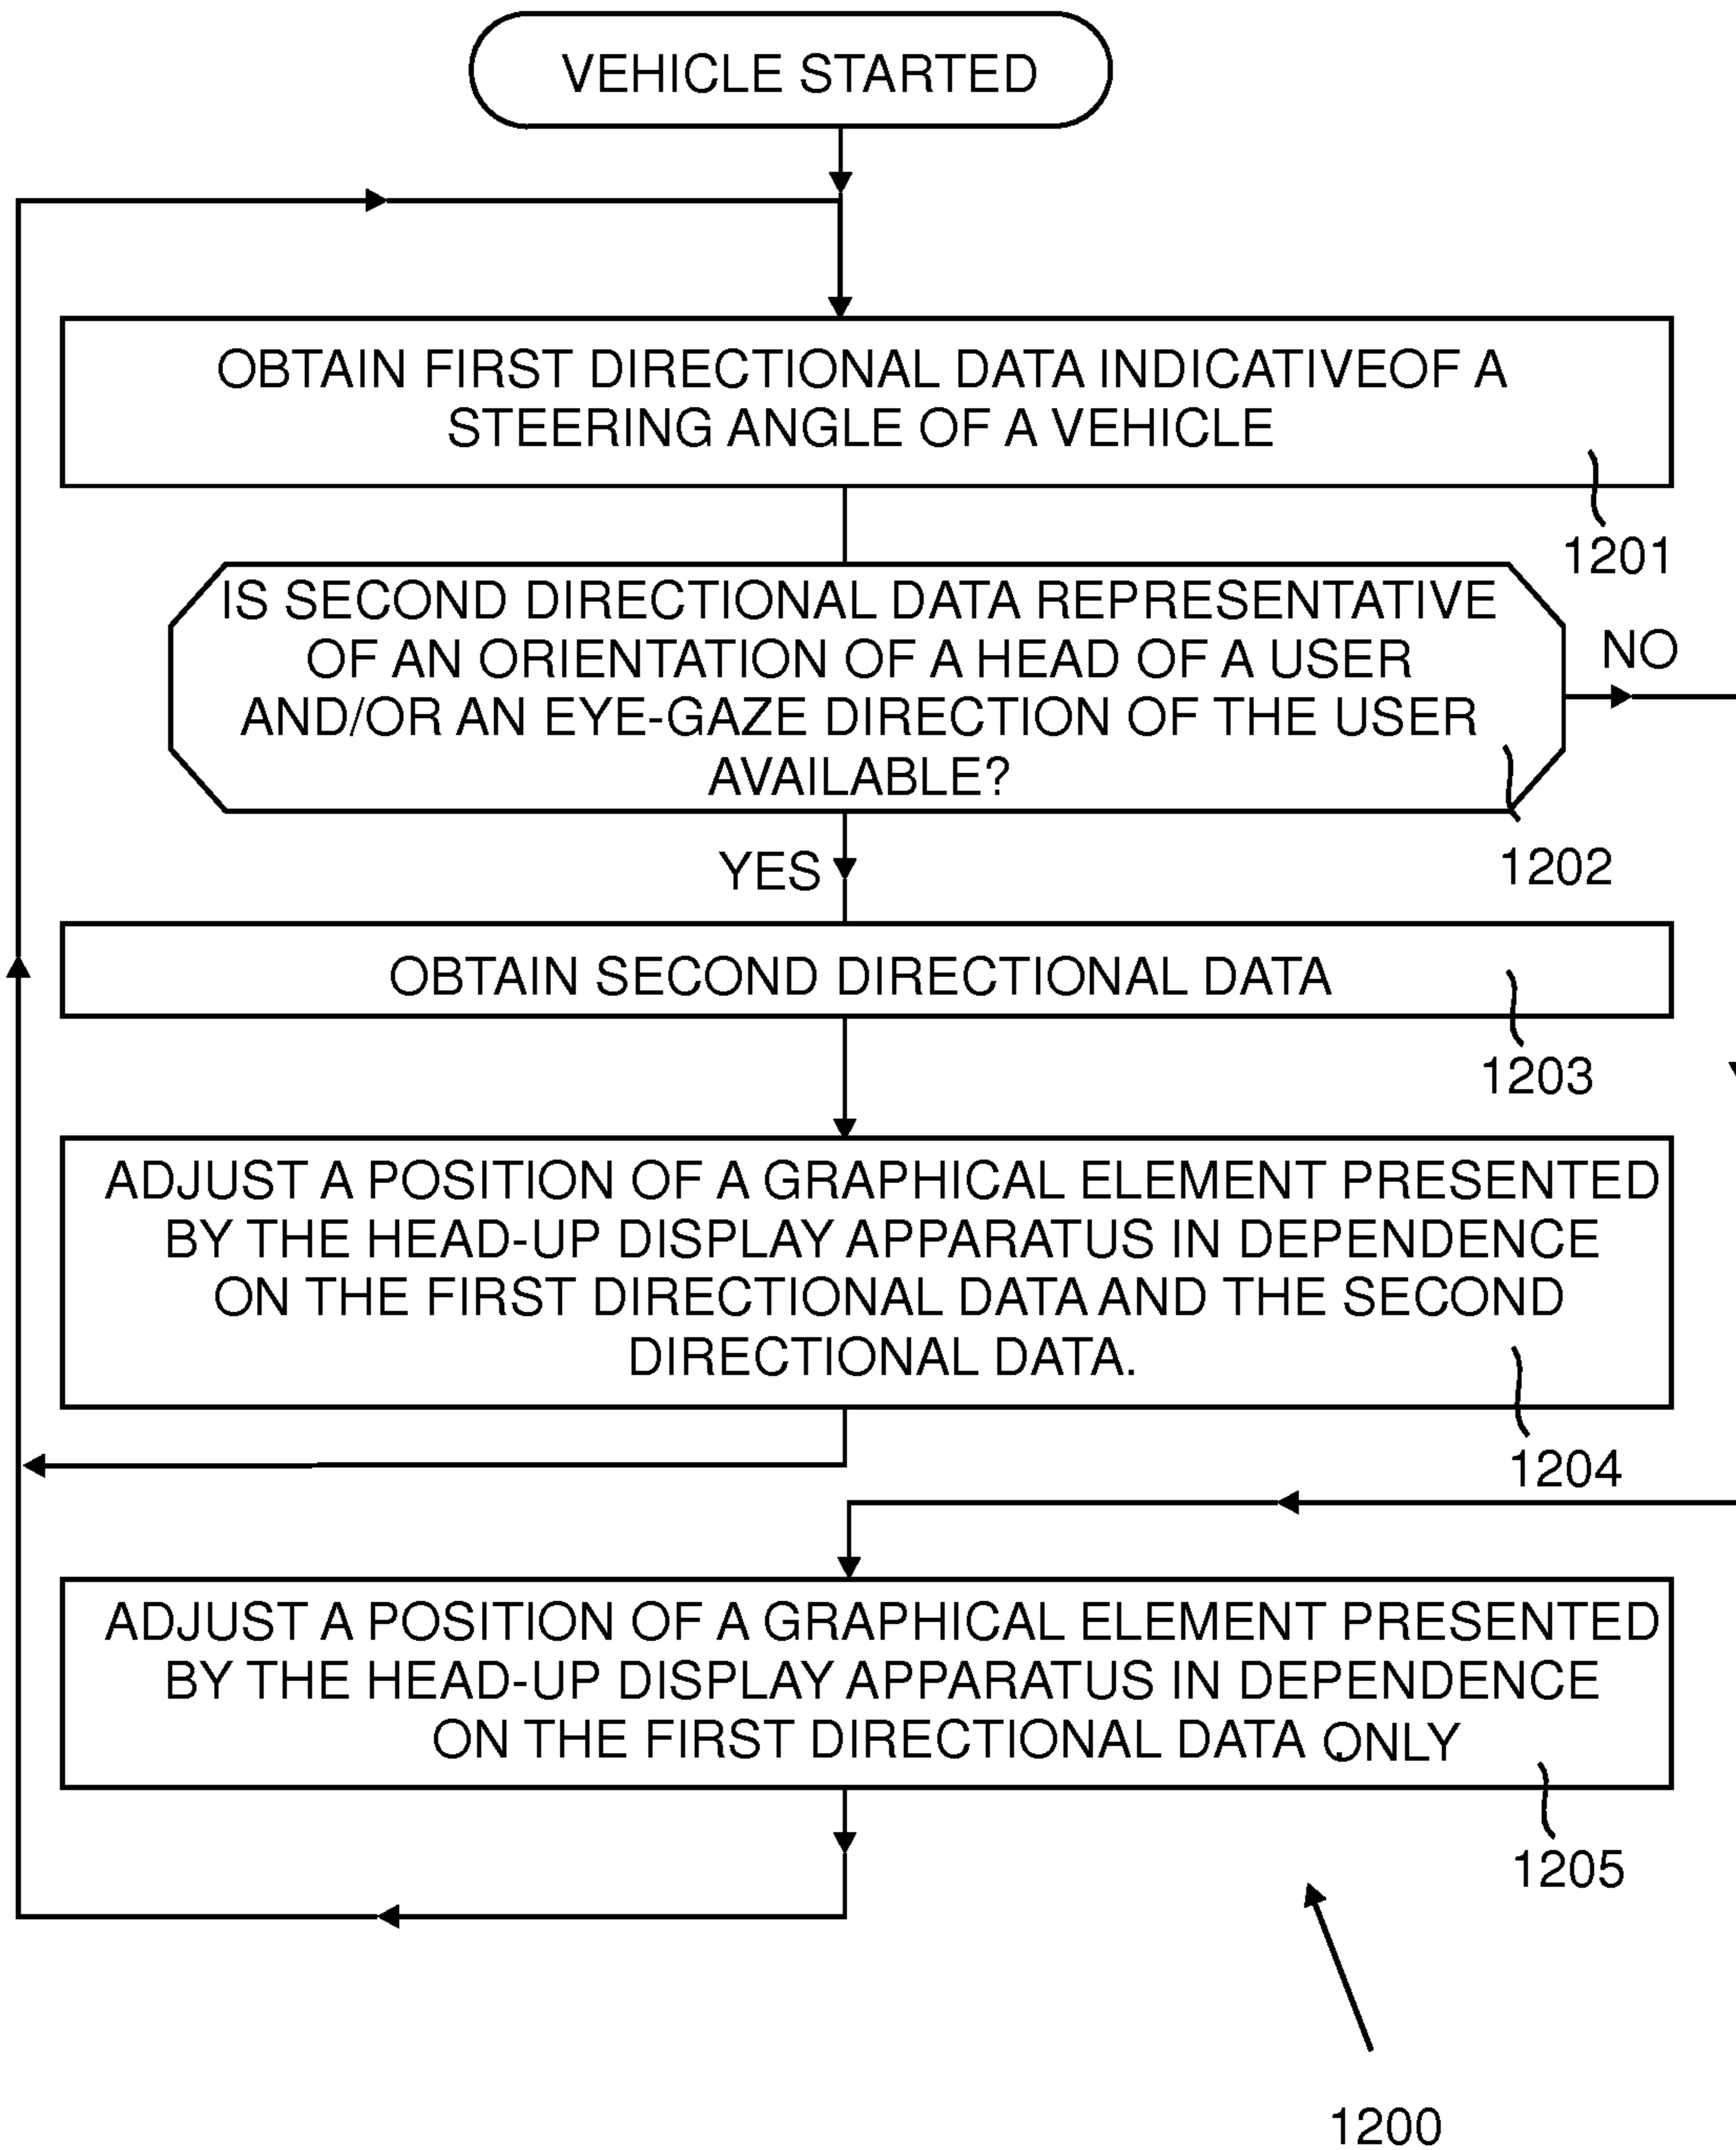 VEHICLE STARTED
OBTAIN FIRST DIRECTIONAL DATA INDICATIVEOF A
STEERING ANGLE OF A VEHICLE
1201
IS SECOND DIRECTIONAL DATA REPRESENTATIVE
OF AN ORIENTATION OF A HEAD OF A USER
AND/OR AN EYE-GAZE DIRECTION OF THE USER
AVAILABLE?
NO
1202
YES
OBTAIN SECOND DIRECTIONAL DATA
1203
ADJUST A POSITION OF A GRAPHICAL ELEMENT PRESENTED
BY THE HEAD-UP DISPLAY APPARATUS IN DEPENDENCE
ON THE FIRST DIRECTIONAL DATA AND THE SECOND
DIRECTIONAL DATA.
1204
ADJUST A POSITION OF A GRAPHICAL ELEMENT PRESENTED
BY THE HEAD-UP DISPLAY APPARATUS IN DEPENDENCE
ON THE FIRST DIRECTIONAL DATA ONLY
1205
1200